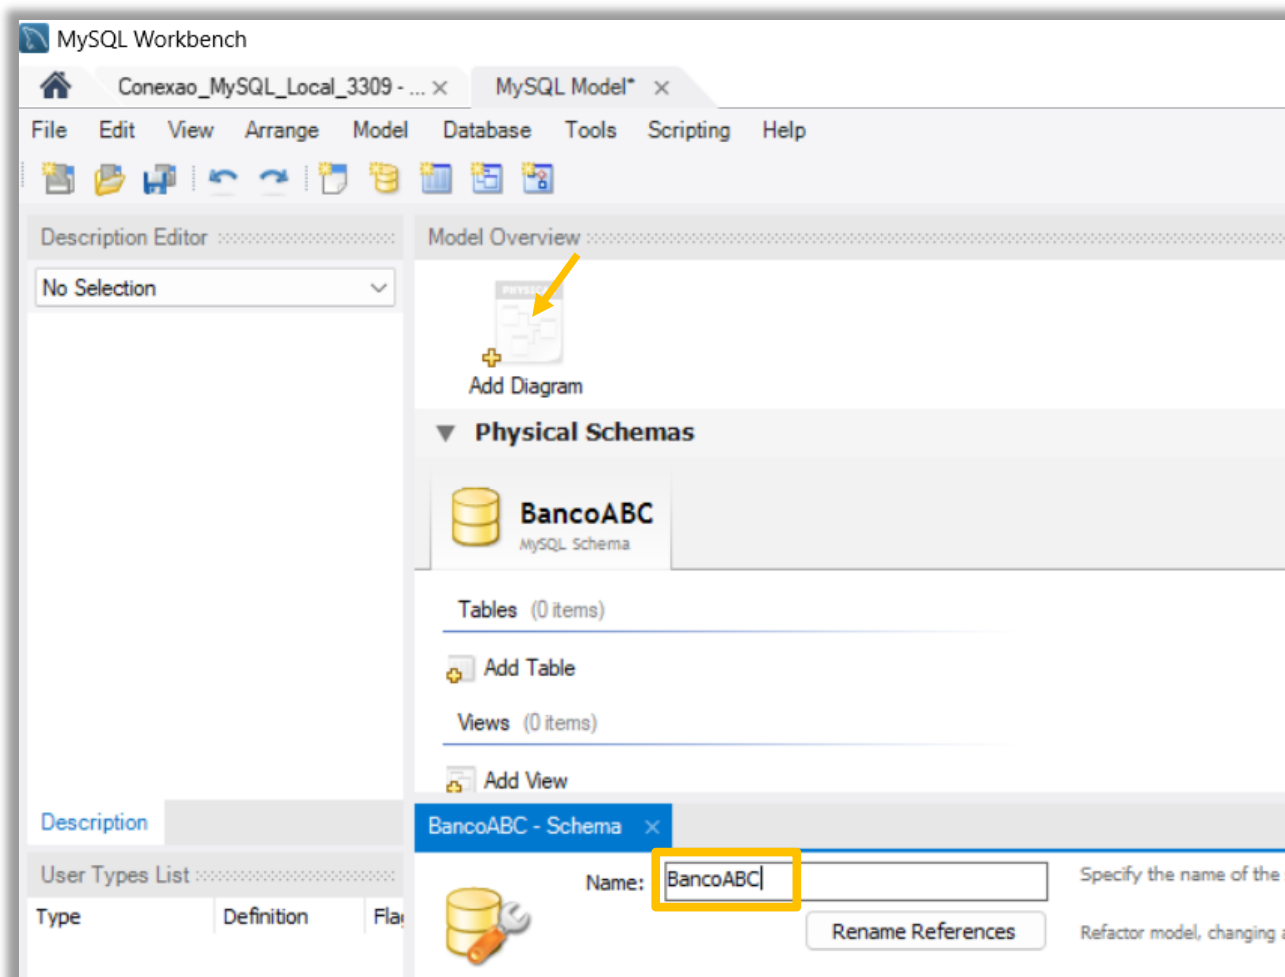 MySQL Workbench
Conexao_MySQL_Local_3309 - ... ×
MySQL Model* ×
File Edit View Arrange Model Database Tools Scripting Help
Description Editor
No Selection
Model Overview
PHYSICAL
Add Diagram
Physical Schemas
BancoABC
MySQL Schema
Tables (0 items)
Add Table
Views (0 items)
Add View
Description
User Types List
Type Definition Flag
BancoABC - Schema ×
Name: BancoABC
Specify the name of the
Rename References
Refactor model, changing